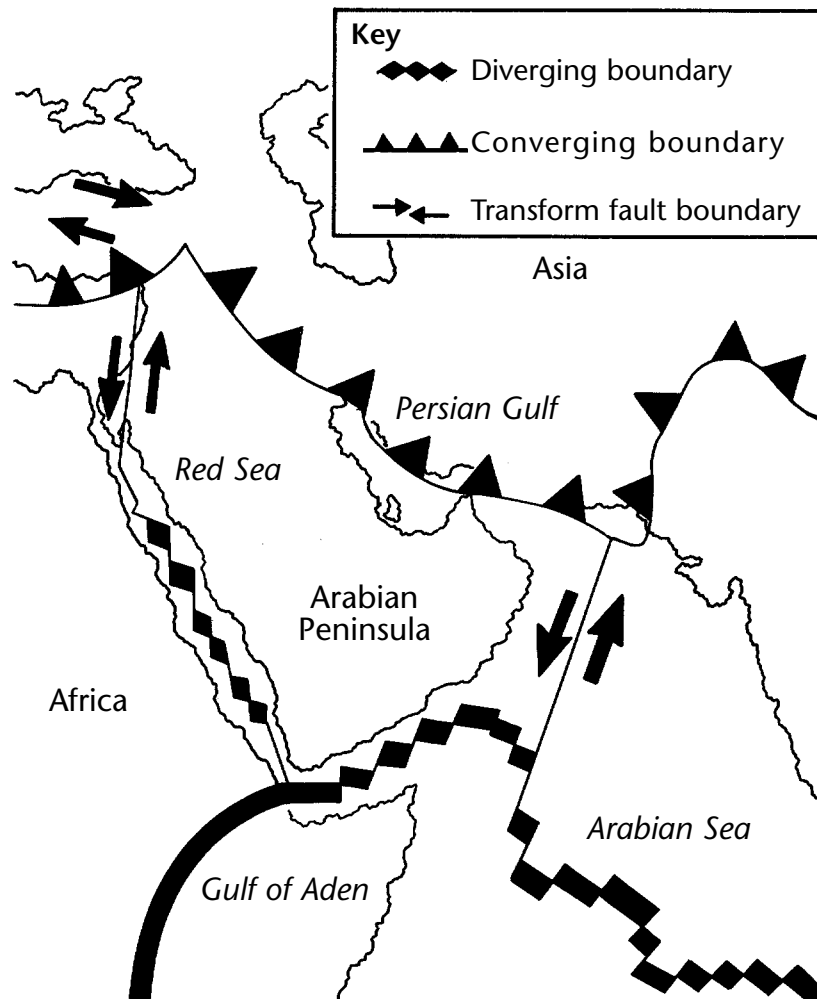 Key
Diverging boundary
Converging boundary
Transform fault boundary
Asia
Persian Gulf
Red Sea
Arabian
Peninsula
Africa
Arabian Sea
Gulf of Aden